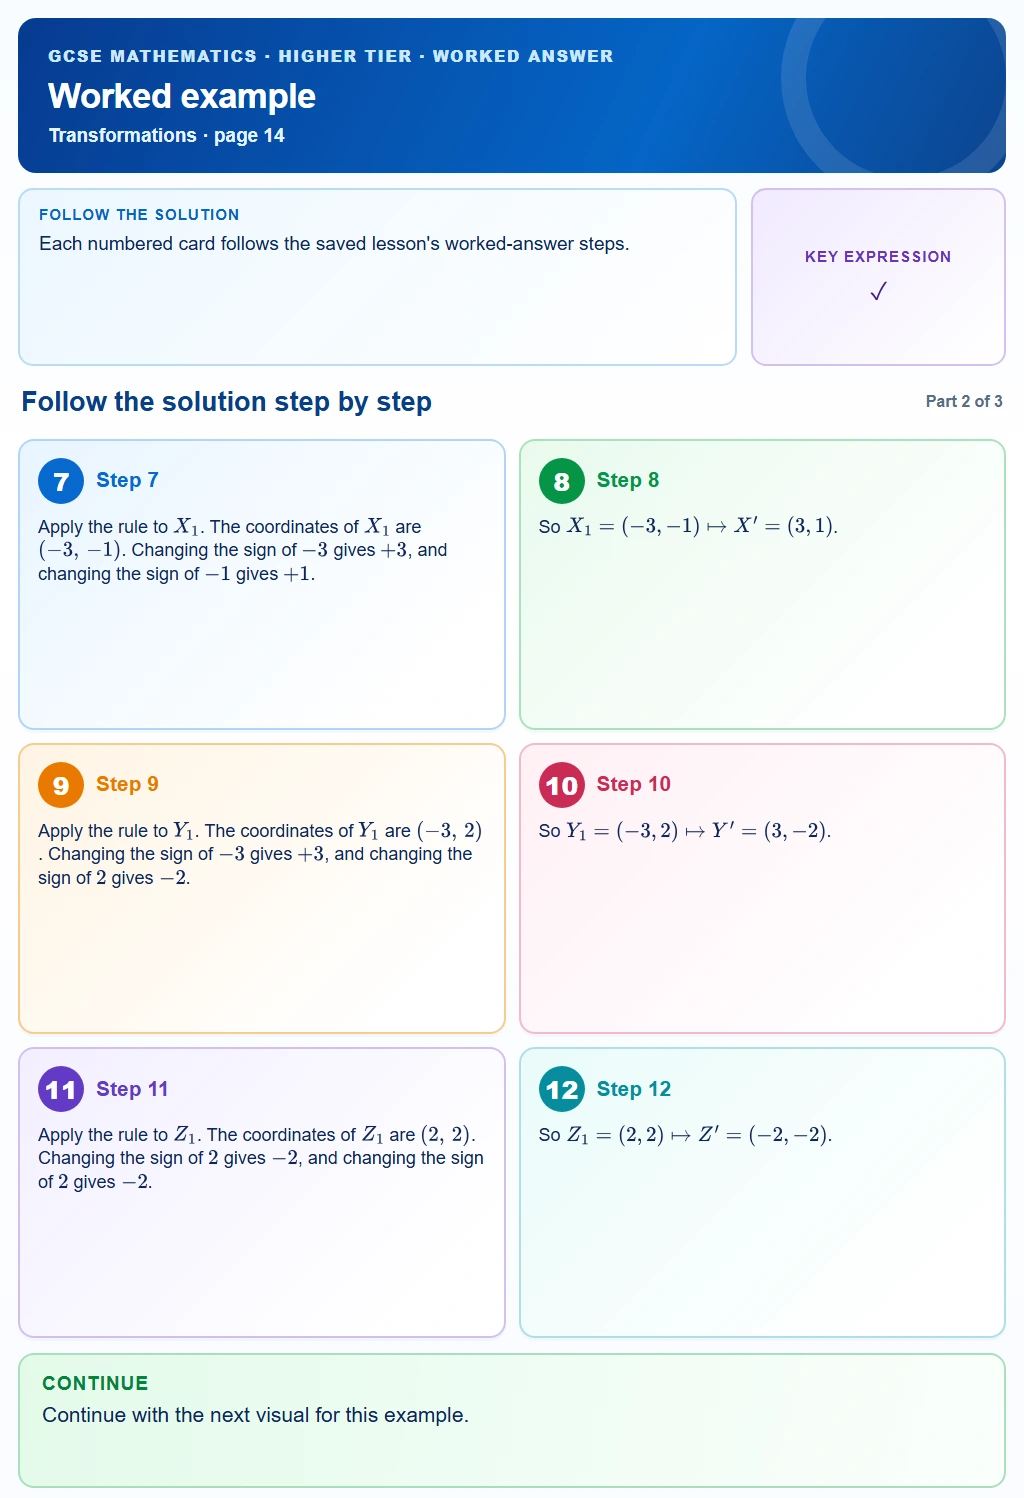 GCSE MATHEMATICS · HIGHER TIER · WORKED ANSWER
Worked example
Transformations · page 14
FOLLOW THE SOLUTION
Each numbered card follows the saved lesson's worked-answer steps.
KEY EXPRESSION
✓
Follow the solution step by step
Part 2 of 3
7 Step 7
Apply the rule to X₁. The coordinates of X₁ are
(−3, −1). Changing the sign of −3 gives +3, and
changing the sign of −1 gives +1.
8 Step 8
So X₁ = (−3, −1) ↦ X′ = (3, 1).
9 Step 9
Apply the rule to Y₁. The coordinates of Y₁ are (−3, 2)
. Changing the sign of −3 gives +3, and changing the
sign of 2 gives −2.
10 Step 10
So Y₁ = (−3, 2) ↦ Y′ = (3, −2).
11 Step 11
Apply the rule to Z₁. The coordinates of Z₁ are (2, 2).
Changing the sign of 2 gives −2, and changing the sign
of 2 gives −2.
12 Step 12
So Z₁ = (2, 2) ↦ Z′ = (−2, −2).
CONTINUE
Continue with the next visual for this example.